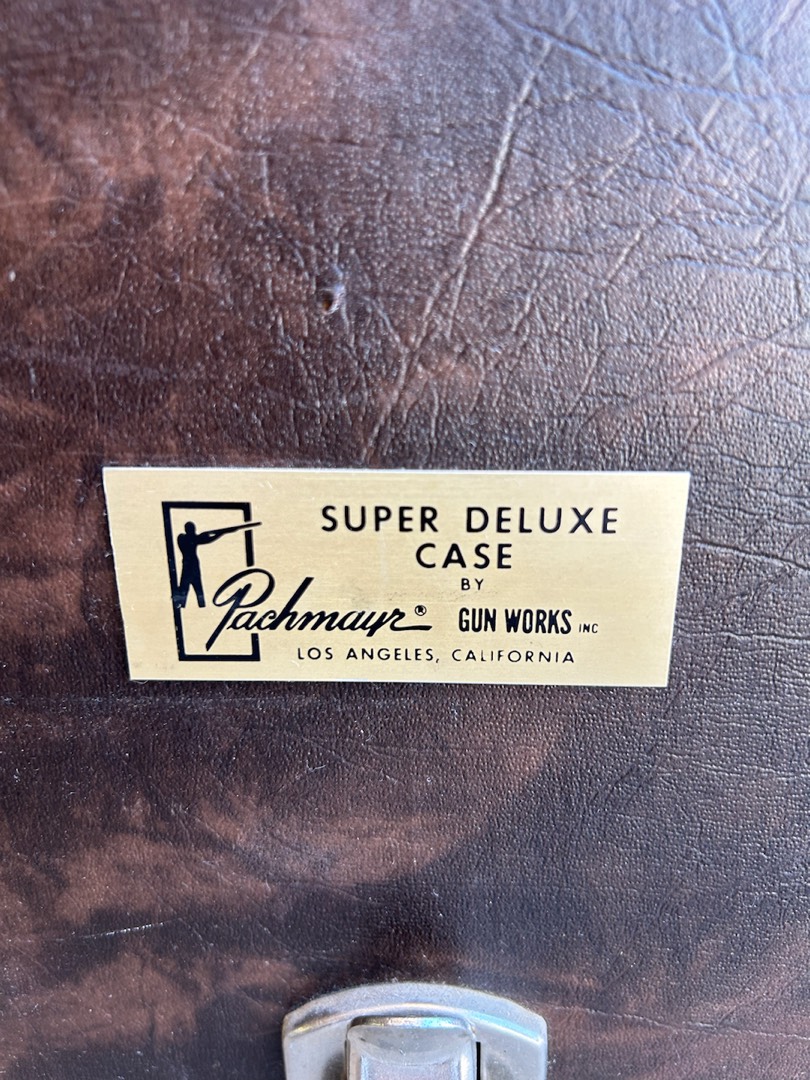 SUPER DELUXE
CASE
BY
Pachmayr® GUN WORKS INC
LOS ANGELES, CALIFORNIA